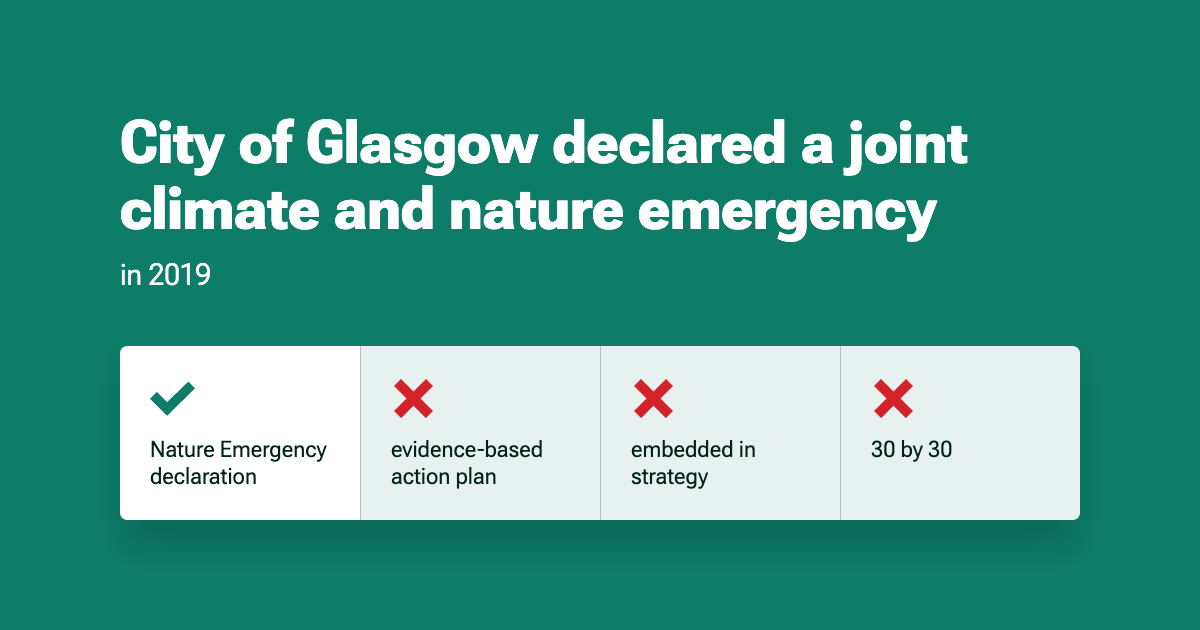 City of Glasgow declared a joint
climate and nature emergency
in 2019
Nature Emergency
declaration
evidence-based
action plan
embedded in
strategy
30 by 30